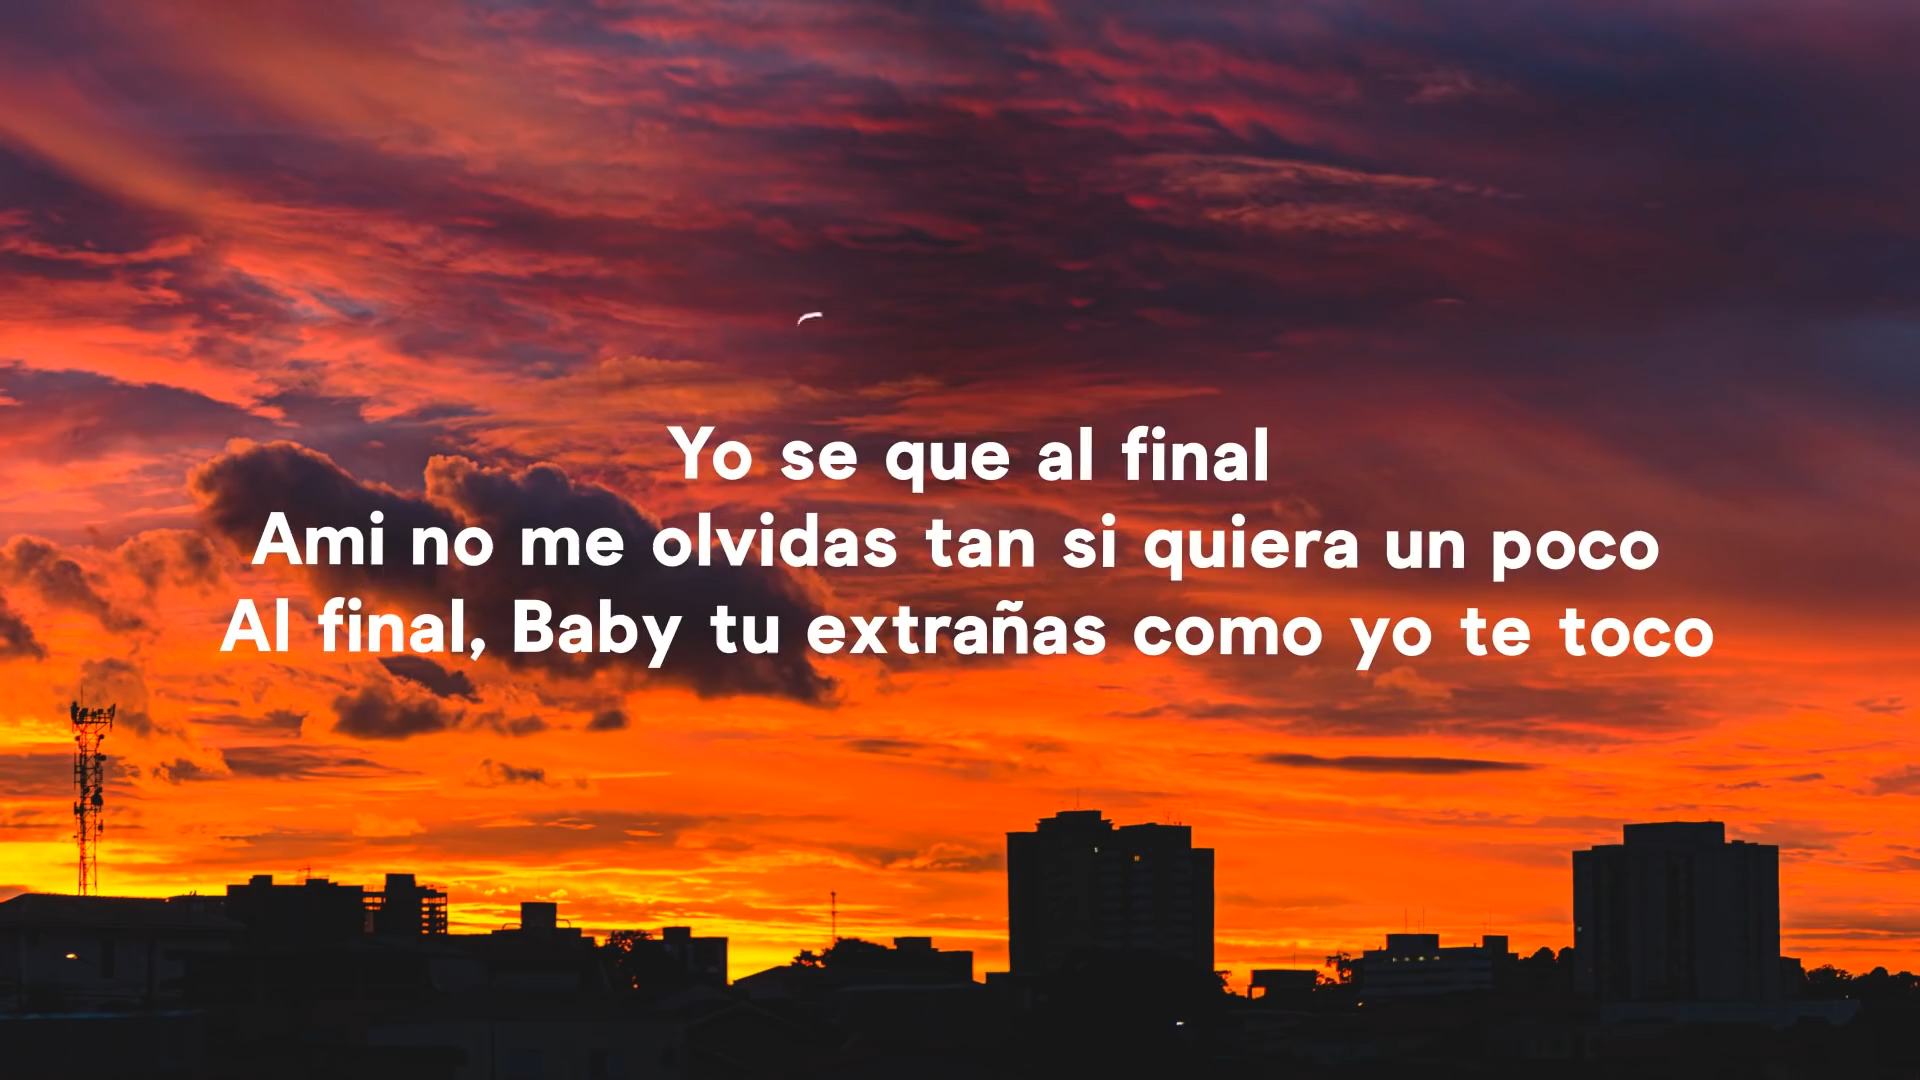 Yo se que al final
Ami no me olvidas tan si quiera un poco
Al final, Baby tu extrañas como yo te toco